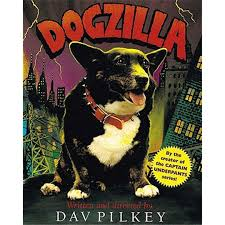 DOGZILLA
By the
creator of
the CAPTAIN
UNDERPANTS
series!
Written and directed by
DAV PILKEY